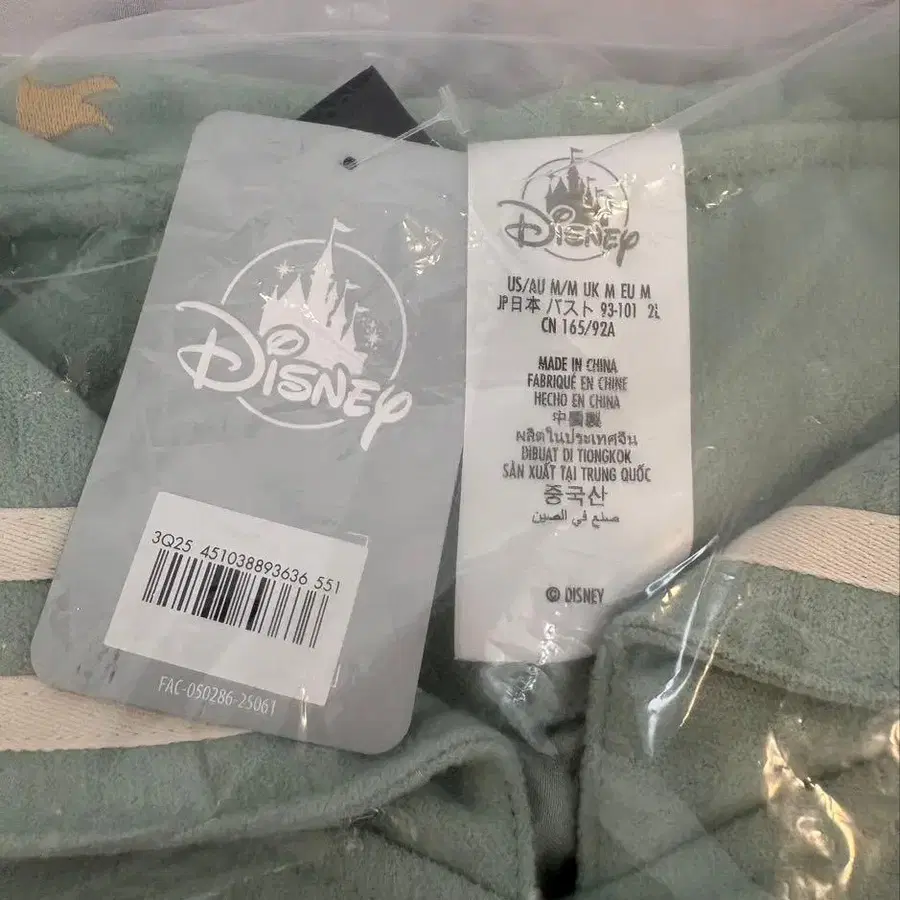 DISNEY
3Q25 451038893636 551
FAC-050286-25061
DISNEY
US/AU M/M UK M EU M
JP日本 バスト 93-101 2L
CN 165/92A
MADE IN CHINA
FABRIQUÉ EN CHINE
HECHO EN CHINA
中國製
ผลิตในประเทศจีน
DIBUAT DI TIONGKOK
SẢN XUẤT TẠI TRUNG QUỐC
중국산
صنع في الصين
© DISNEY